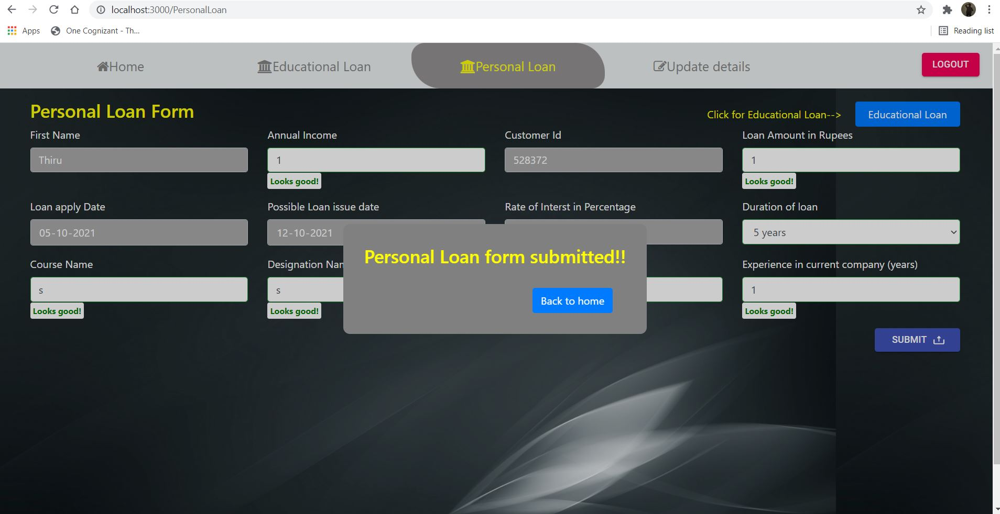 localhost:3000/PersonalLoan
Apps
One Cognizant - Th...
Reading list
Home
Educational Loan
Personal Loan
Update details
LOGOUT
Personal Loan Form
Click for Educational Loan-->
Educational Loan
First Name
Annual Income
Customer Id
Loan Amount in Rupees
Thiru
1
528372
1
Looks good!
Looks good!
Loan apply Date
Possible Loan issue date
Rate of Interst in Percentage
Duration of loan
05-10-2021
12-10-2021
5 years
Personal Loan form submitted!!
Back to home
Course Name
Designation
Experience in current company (years)
s
s
1
Looks good!
Looks good!
Looks good!
SUBMIT